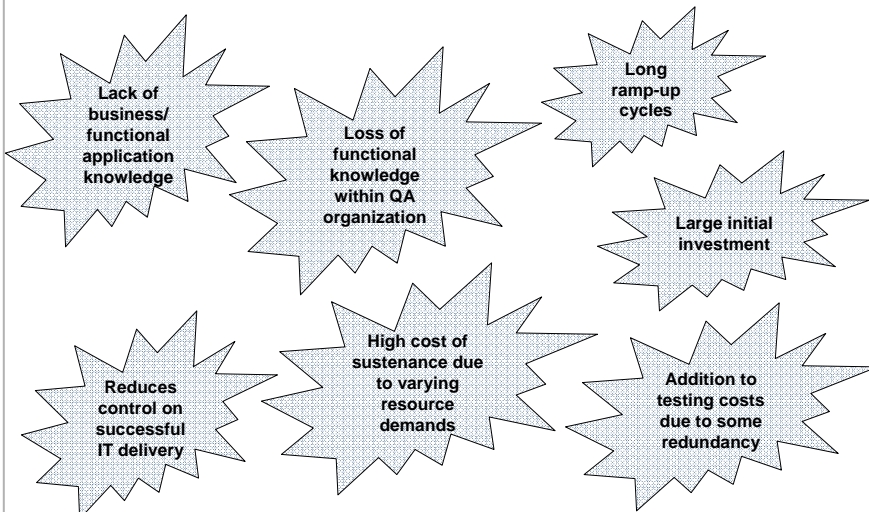 Lack of
business/
functional
application
knowledge
Loss of
functional
knowledge
within QA
organization
Long
ramp-up
cycles
Large initial
investment
Reduces
control on
successful
IT delivery
High cost of
sustenance due
to varying
resource
demands
Addition to
testing costs
due to some
redundancy